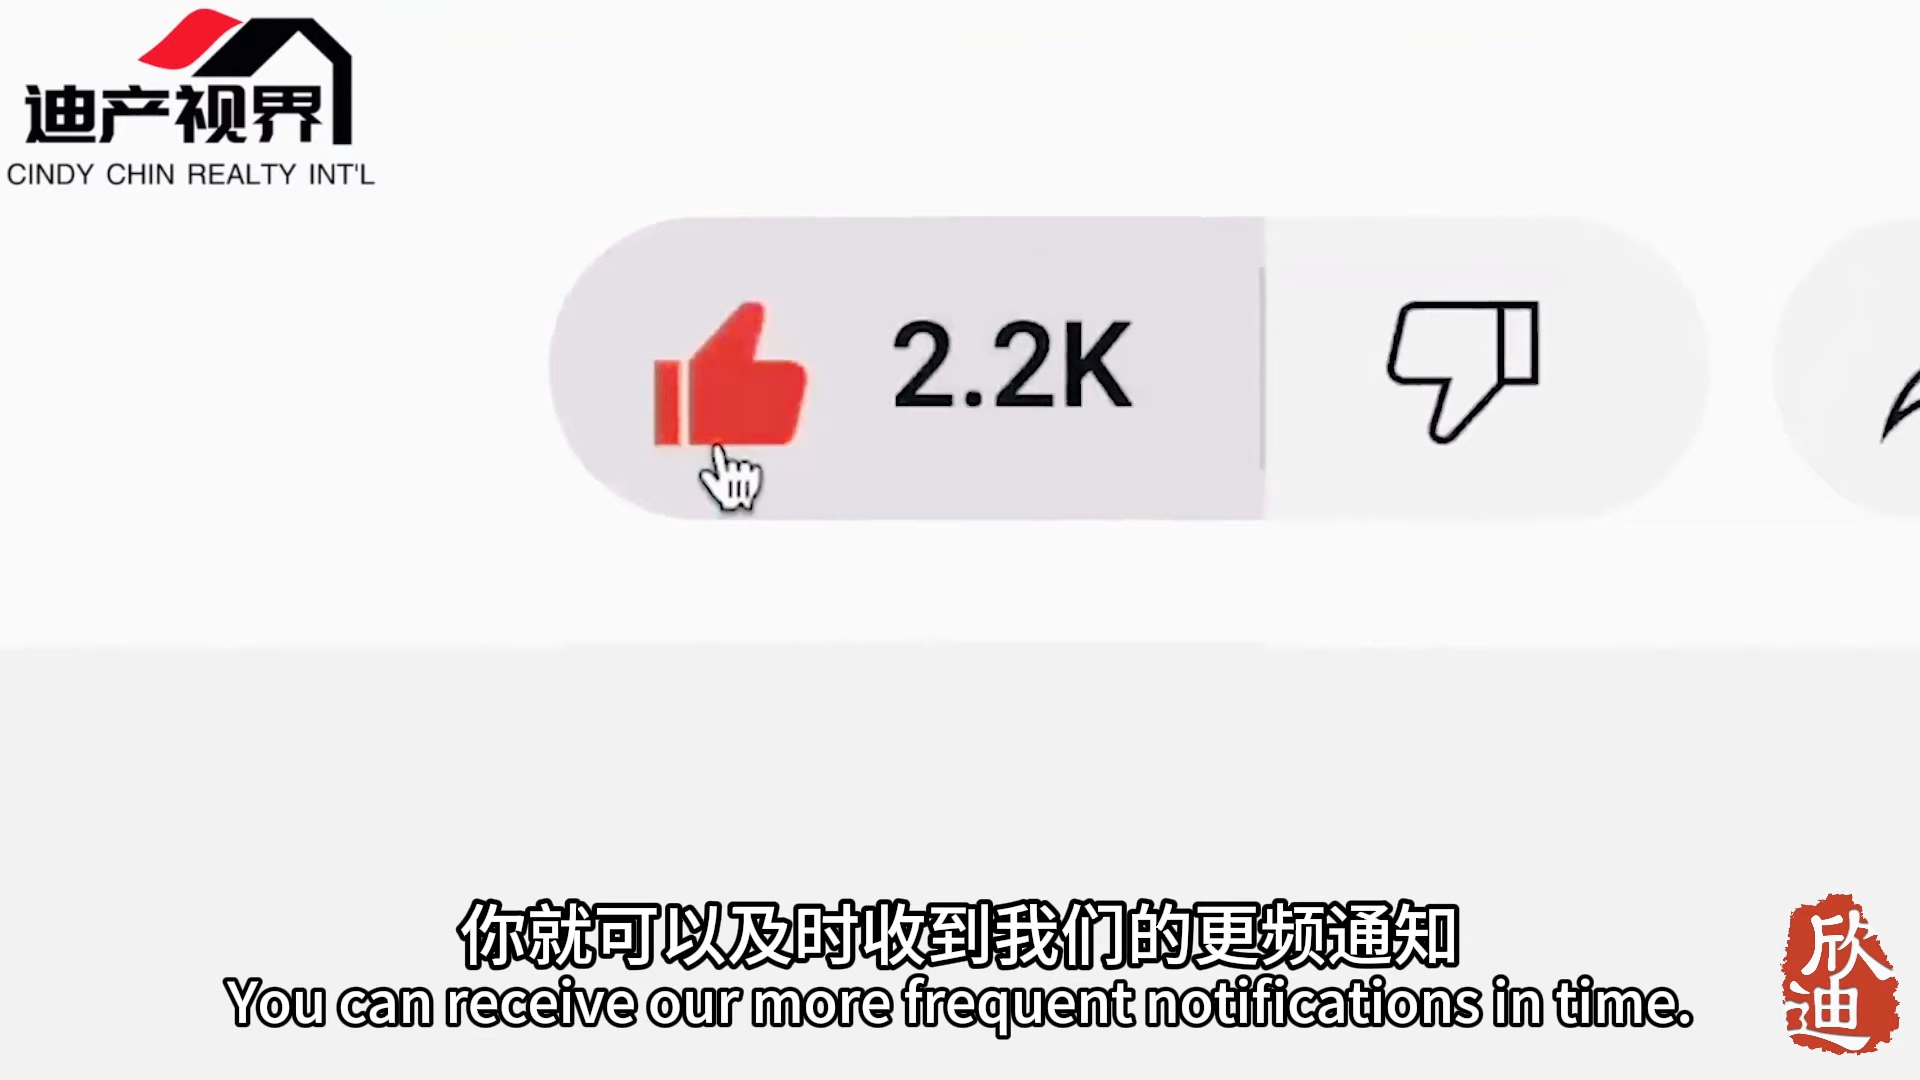 迪产视界
CINDY CHIN REALTY INT'L
2.2K
你就可以及时收到我们的更频通知
You can receive our more frequent notifications in time.
欣迪